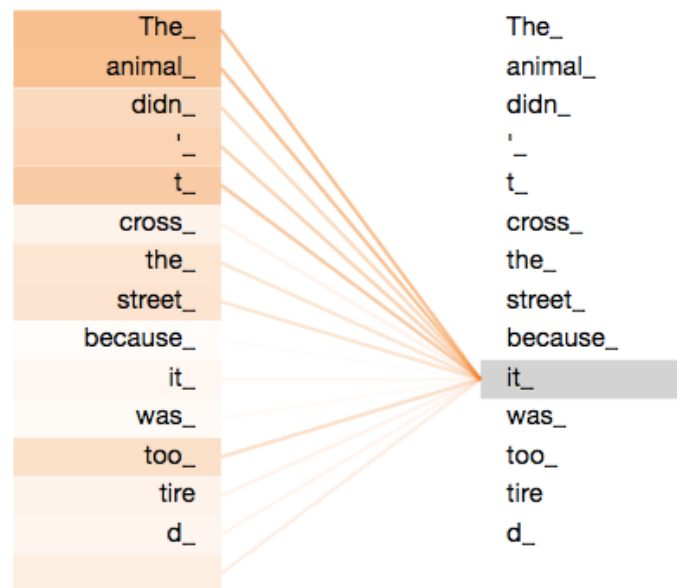 The_ The_
animal_ animal_
didn_ didn_
'_ '_
t_ t_
cross_ cross_
the_ the_
street_ street_
because_ because_
it_ it_
was_ was_
too_ too_
tire tire
d_ d_